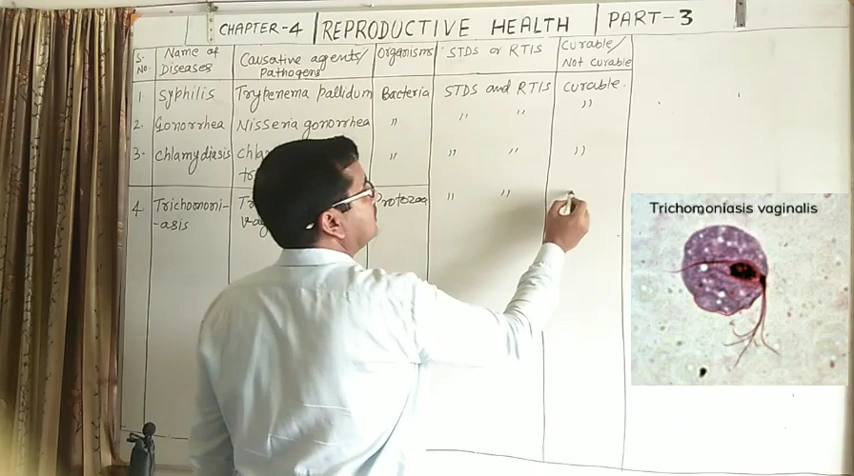 CHAPTER-4 REPRODUCTIVE HEALTH PART-3
S. No. Name of Diseases Causative agents/ Pathogens Organisms STDS or RTIS Curable/ Not curable
1. Syphilis Trypenema pallidum Bacteria STDS and RTIS Curable.
2. Gonorrhea Nisseria gonorrhea " " " "
3. Chlamydiasis " " " "
4. Trichomoni- Protozoa " "
-asis
Trichomoniasis vaginalis